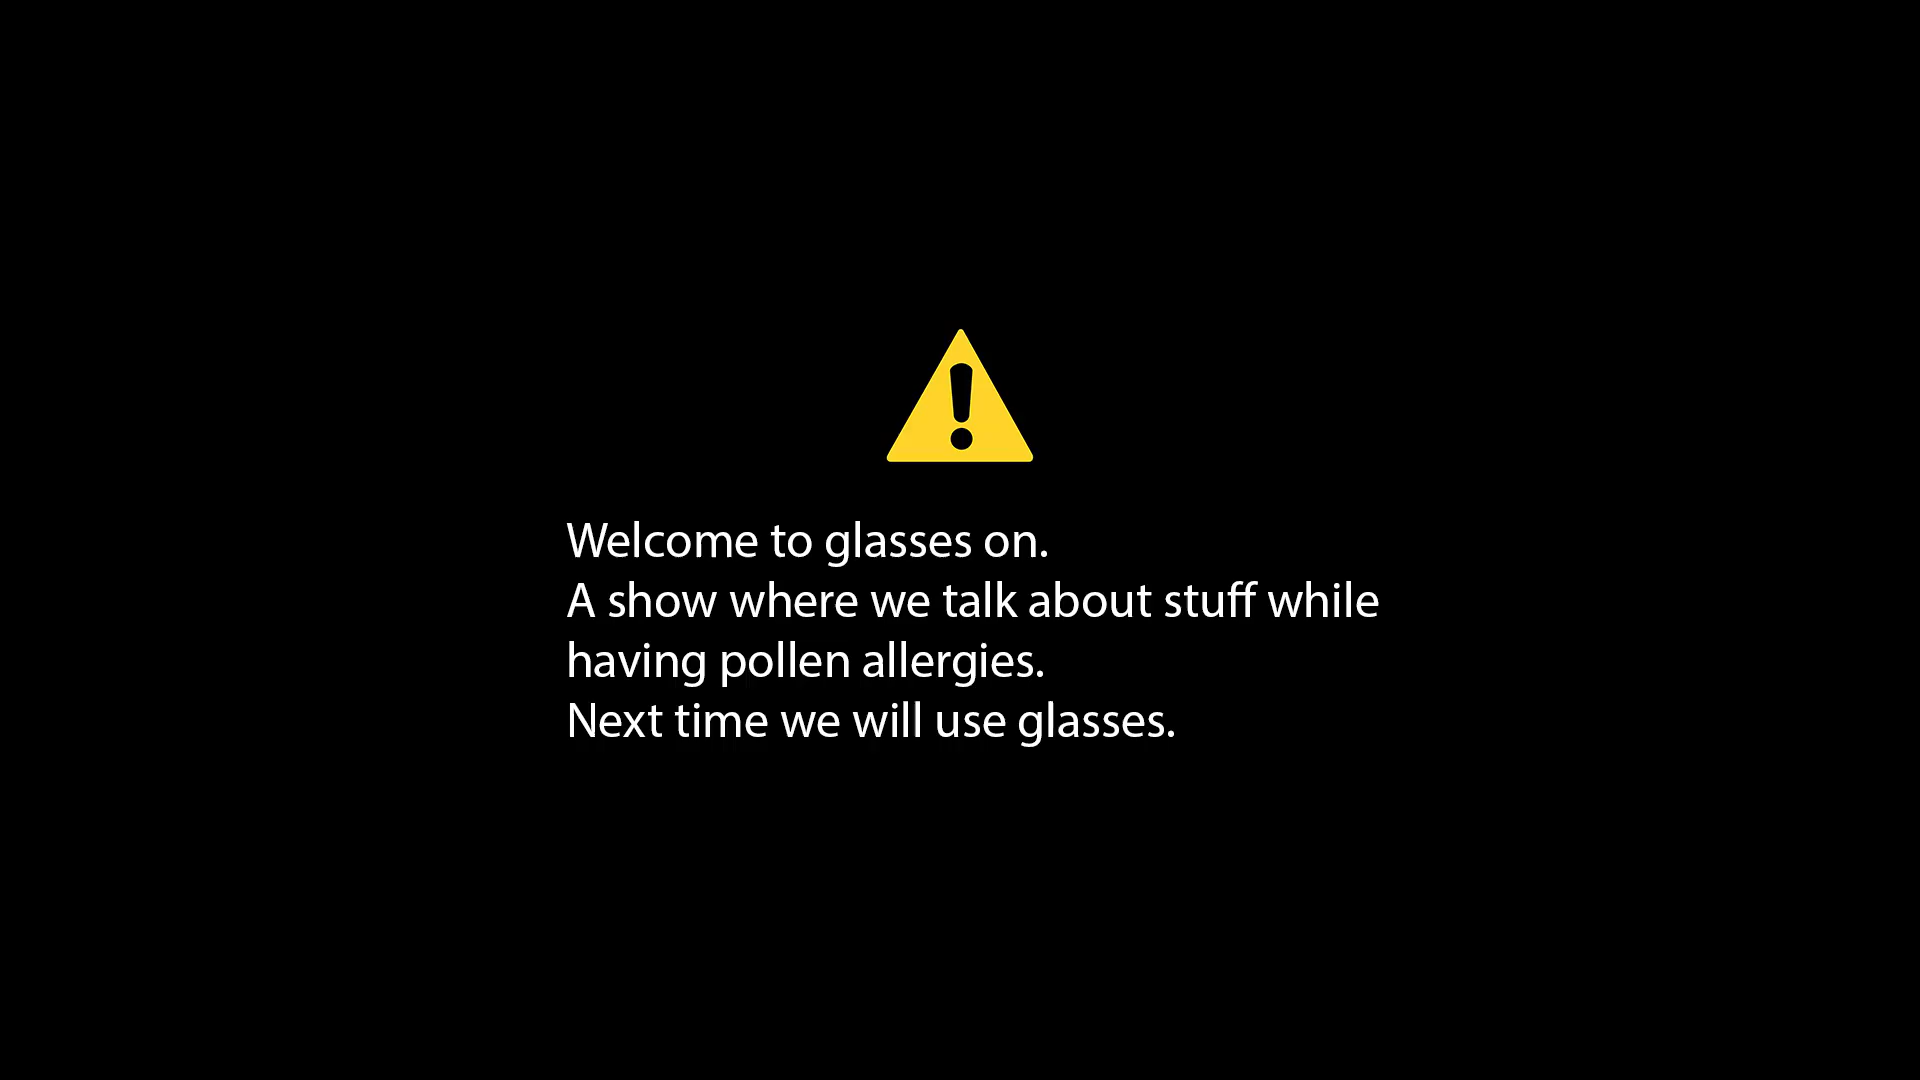 Welcome to glasses on.
A show where we talk about stuff while
having pollen allergies.
Next time we will use glasses.